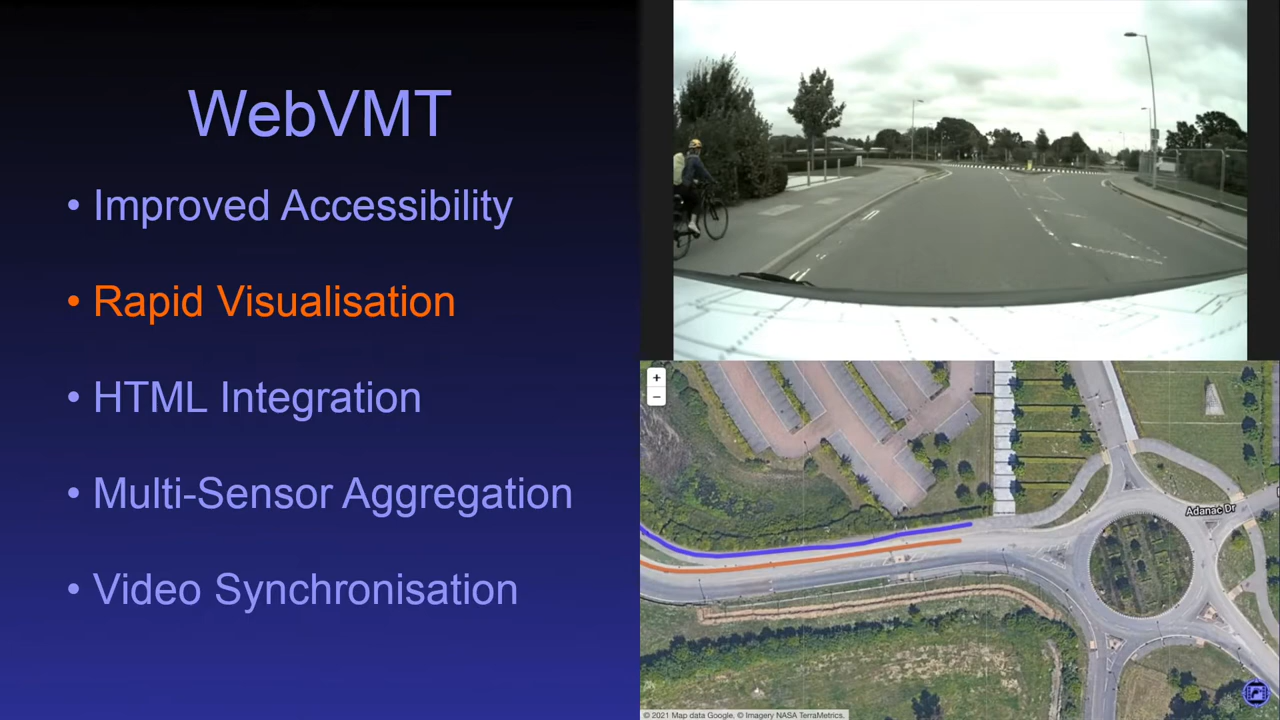 WebVMT
• Improved Accessibility
• Rapid Visualisation
• HTML Integration
• Multi-Sensor Aggregation
• Video Synchronisation
+
−
Adanac Dr
© 2021 Map data Google, © Imagery NASA TerraMetrics.